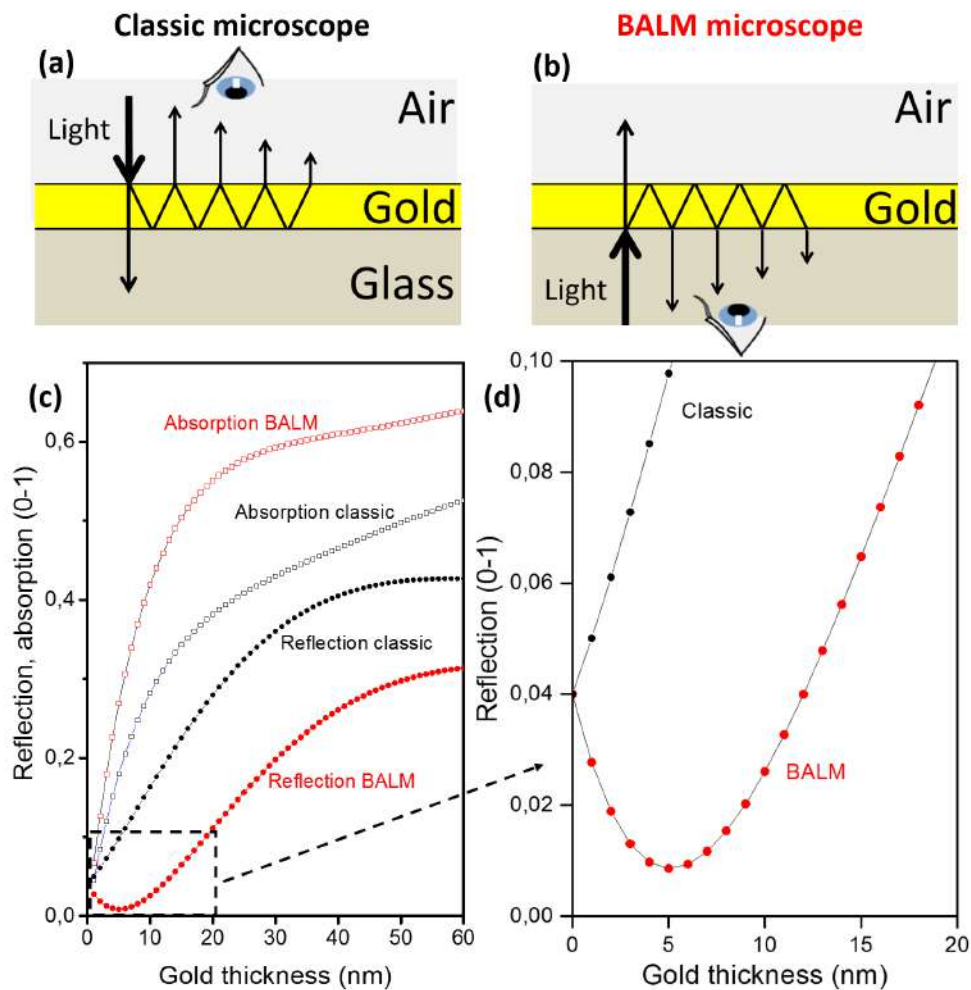 Classic microscope
BALM microscope
(a)
Air
Light
Gold
Glass
(b)
Air
Gold
Light
Glass
(c)
Absorption BALM
Absorption classic
Reflection classic
Reflection BALM
Reflection, absorption (0-1)
0,6
0,4
0,2
0,0
0 10 20 30 40 50 60
Gold thickness (nm)
(d)
Classic
BALM
Reflection (0-1)
0,10
0,08
0,06
0,04
0,02
0,00
0 5 10 15 20
Gold thickness (nm)